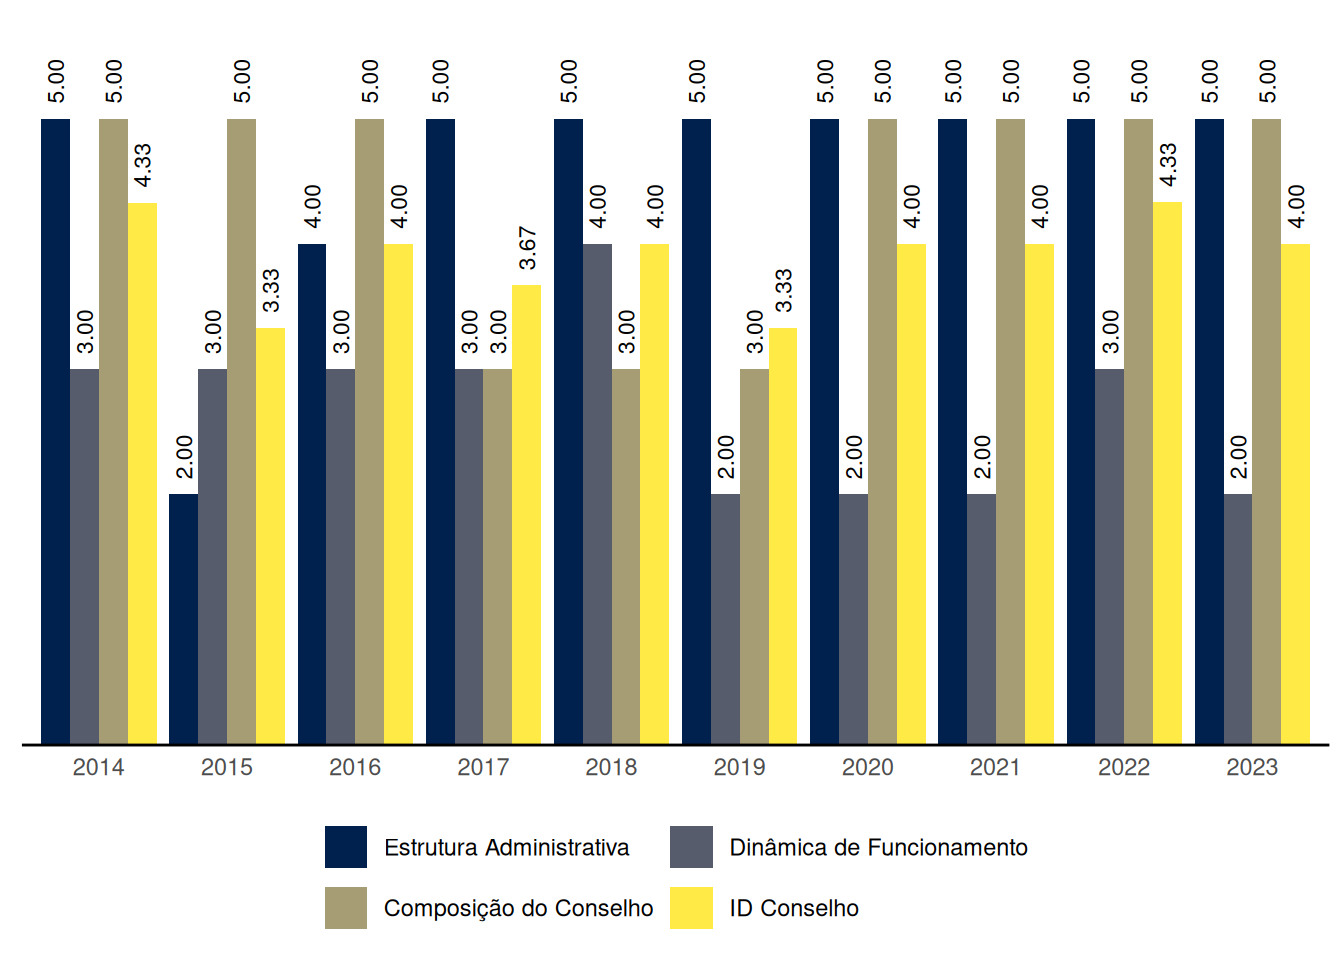 5.00 3.00 5.00 4.33 2.00 3.00 5.00 3.33 4.00 3.00 5.00 4.00 5.00 3.00 3.00 3.67 5.00 4.00 3.00 4.00 5.00 2.00 3.00 3.33 5.00 2.00 5.00 4.00 5.00 2.00 5.00 4.00 5.00 3.00 5.00 4.33 5.00 2.00 5.00 4.00
2014 2015 2016 2017 2018 2019 2020 2021 2022 2023
Estrutura Administrativa Dinâmica de Funcionamento
Composição do Conselho ID Conselho